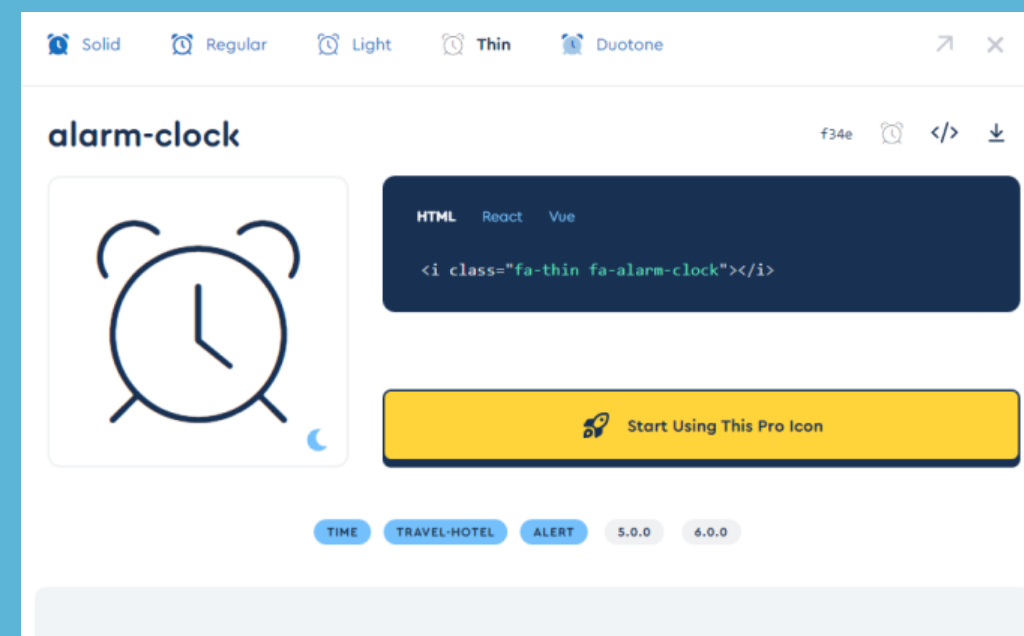 Solid Regular Light Thin Duotone
alarm-clock
f34e </>
HTML React Vue
<i class="fa-thin fa-alarm-clock"></i>
Start Using This Pro Icon
TIME TRAVEL-HOTEL ALERT 5.0.0 6.0.0